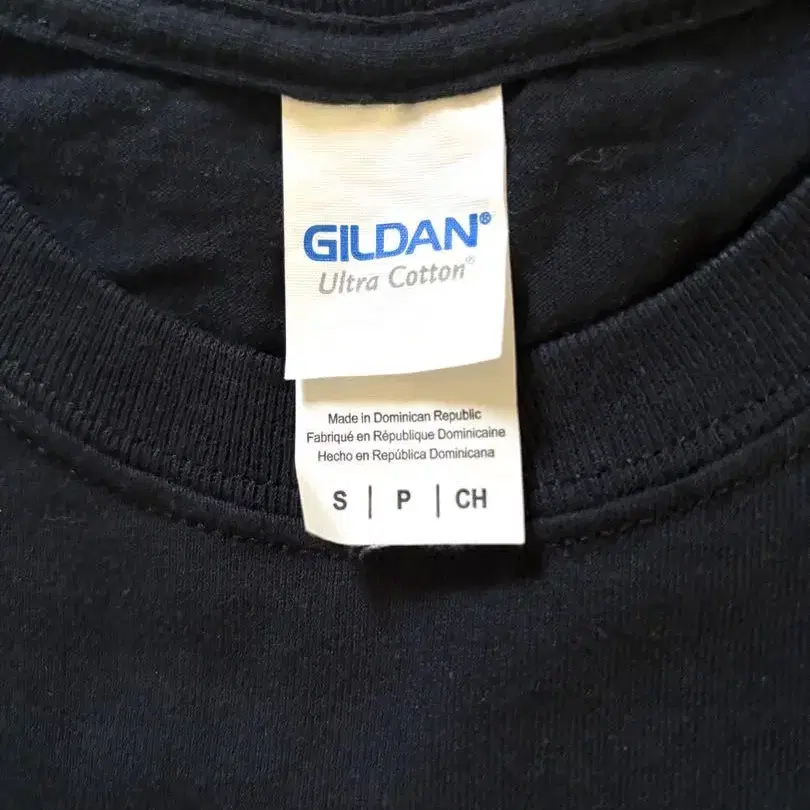 GILDAN®
Ultra Cotton®
Made in Dominican Republic
Fabriqué en République Dominicaine
Hecho en República Dominicana
S | P | CH